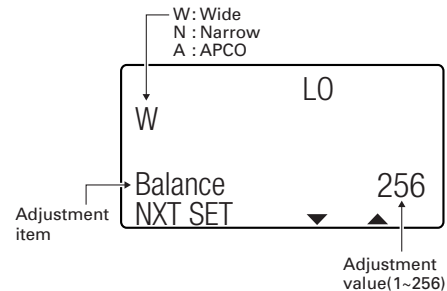 W: Wide
N : Narrow
A : APCO
LO
W
Balance 256
NXT SET
Adjustment
item
Adjustment
value(1~256)